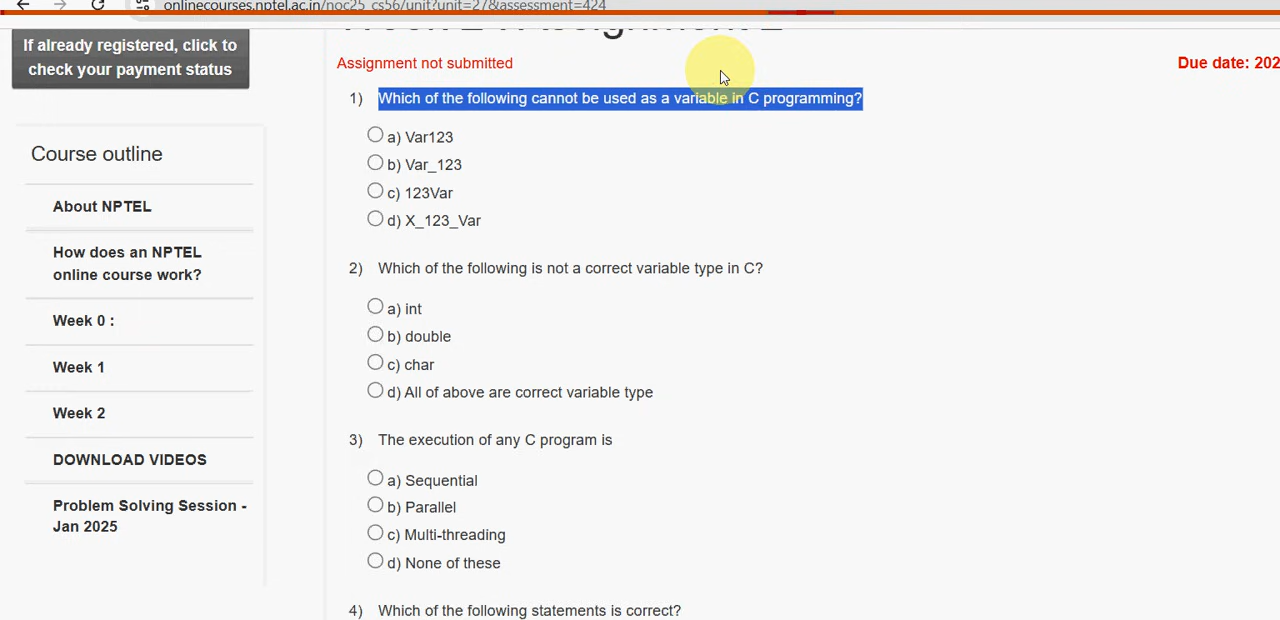 onlinecourses.nptel.ac.in/noc25_cs56/unit?unit=27&assessment=424
If already registered, click to
check your payment status
Assignment not submitted
Due date: 202
1) Which of the following cannot be used as a variable in C programming?
a) Var123
b) Var_123
c) 123Var
d) X_123_Var
Course outline
About NPTEL
How does an NPTEL
online course work?
Week 0 :
Week 1
Week 2
DOWNLOAD VIDEOS
Problem Solving Session -
Jan 2025
2) Which of the following is not a correct variable type in C?
a) int
b) double
c) char
d) All of above are correct variable type
3) The execution of any C program is
a) Sequential
b) Parallel
c) Multi-threading
d) None of these
4) Which of the following statements is correct?